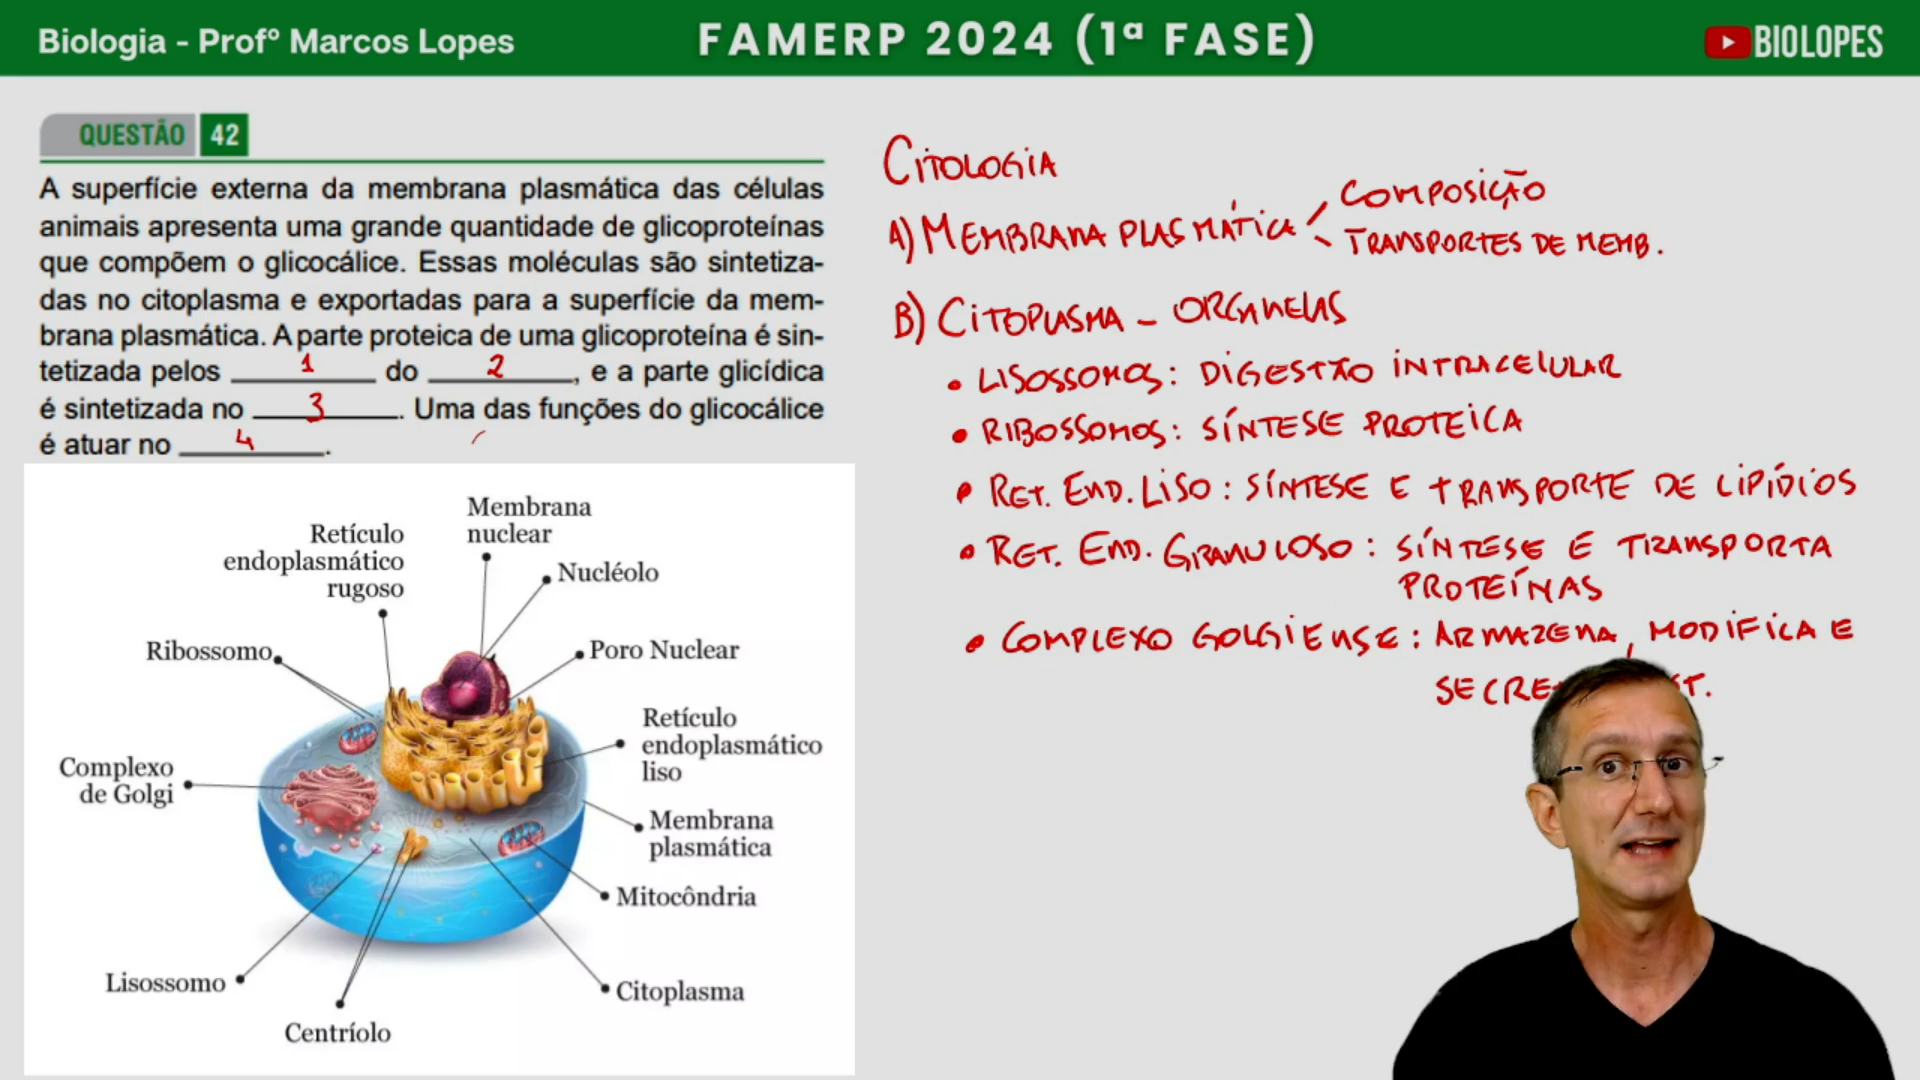 Biologia - Profº Marcos Lopes
FAMERP 2024 (1ª FASE)
BIOLOPES
QUESTÃO 42
A superfície externa da membrana plasmática das células
animais apresenta uma grande quantidade de glicoproteínas
que compõem o glicocálice. Essas moléculas são sintetiza-
das no citoplasma e exportadas para a superfície da mem-
brana plasmática. A parte proteica de uma glicoproteína é sin-
tetizada pelos 1 do 2, e a parte glicídica
é sintetizada no 3. Uma das funções do glicocálice
é atuar no 4.
Membrana
nuclear
Retículo
endoplasmático
rugoso
Nucléolo
Ribossomo
Poro Nuclear
Retículo
endoplasmático
liso
Complexo
de Golgi
Membrana
plasmática
Mitocôndria
Lisossomo
Citoplasma
Centríolo
CITOLOGIA
A) MEMBRANA PLASMÁTICA
COMPOSIÇÃO
TRANSPORTES DE MEMB.
B) CITOPLASMA - ORGANELAS
• LISOSSOMOS: DIGESTÃO INTRACELULAR
• RIBOSSOMOS: SÍNTESE PROTEICA
• RET. END. LISO: SÍNTESE E TRANSPORTE DE LIPÍDIOS
• RET. END. GRANULOSO: SÍNTESE E TRANSPORTA
PROTEÍNAS
• COMPLEXO GOLGIENSE: ARMAZENA, MODIFICA E